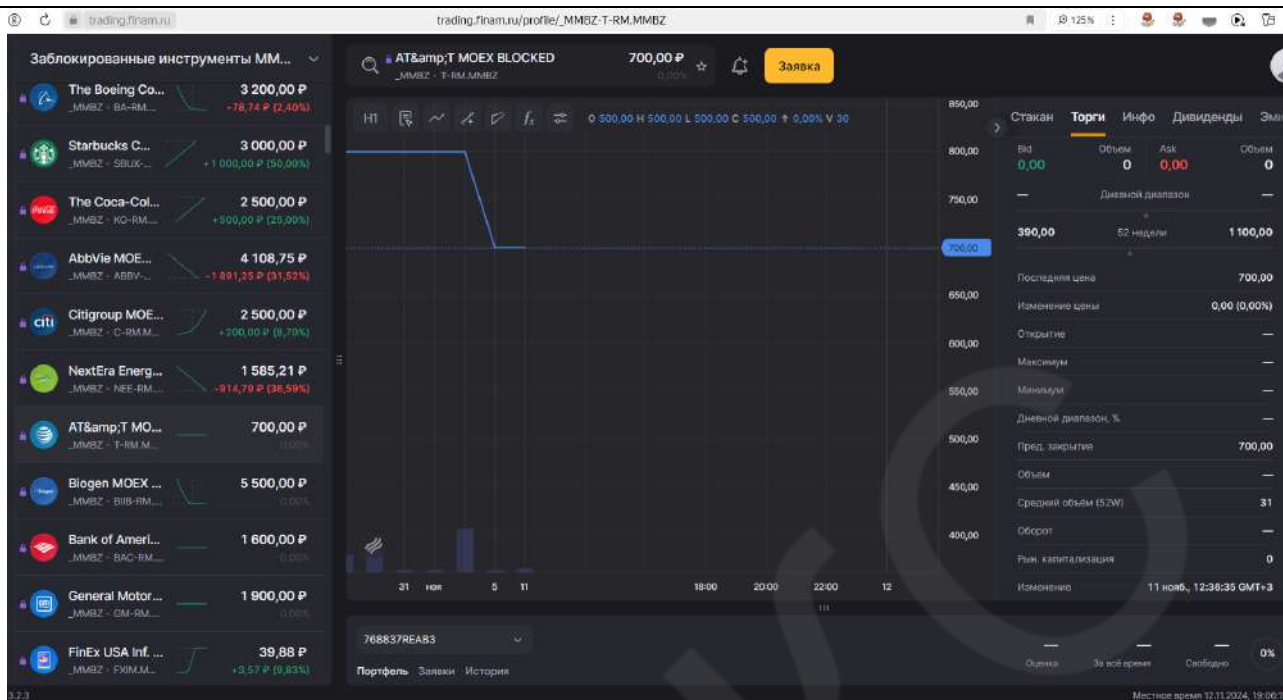 trading.finam.ru
trading.finam.ru/profile/_MMBZ-T-RM.MMBZ
125%
Заблокированные инструменты ММ...
The Boeing Co...
3 200,00 ₽
_MMBZ · BA-RM....
-78,74 ₽ (2,40%)
Starbucks C...
3 000,00 ₽
_MMBZ · SBUX-...
+1 000,00 ₽ (50,00%)
The Coca-Col...
2 500,00 ₽
_MMBZ · KO-RM....
+500,00 ₽ (25,00%)
AbbVie MOE...
4 108,75 ₽
_MMBZ · ABBV-...
-1 891,25 ₽ (31,52%)
Citigroup MOE...
2 500,00 ₽
_MMBZ · C-RM.M...
+200,00 ₽ (8,70%)
NextEra Energ...
1 585,21 ₽
_MMBZ · NEE-RM....
-914,79 ₽ (36,59%)
AT&amp;T MO...
700,00 ₽
_MMBZ · T-RM.M...
0,00%
Biogen MOEX ...
5 500,00 ₽
_MMBZ · BIIB-RM....
0,00%
Bank of Ameri...
1 600,00 ₽
_MMBZ · BAC-RM....
0,00%
General Motor...
1 900,00 ₽
_MMBZ · GM-RM....
0,00%
FinEx USA Inf. ...
39,88 ₽
_MMBZ · FXIM.M...
+3,57 ₽ (9,83%)
3.2.3
AT&amp;T MOEX BLOCKED
700,00 ₽
_MMBZ · T-RM.MMBZ
0,00%
Заявка
H1
O 500,00 H 500,00 L 500,00 C 500,00 ↑ 0,00% V 30
850,00
800,00
750,00
700,00
650,00
600,00
550,00
500,00
450,00
400,00
31 ноя 5 11 18:00 20:00 22:00 12
768837REAB3
Портфель Заявки История
Стакан Торги Инфо Дивиденды Эми
Bid Объем Ask Объем
0,00 0 0,00 0
— Дневной диапазон —
390,00 52 недели 1 100,00
Последняя цена 700,00
Изменение цены 0,00 (0,00%)
Открытие —
Максимум —
Минимум —
Дневной диапазон, % —
Пред. закрытие 700,00
Объем —
Средний объём (52W) 31
Оборот —
Рын. капитализация 0
Изменение 11 нояб., 12:36:35 GMT+3
— — — 0%
Оценка За всё время Свободно
Местное время 12.11.2024, 19:06: